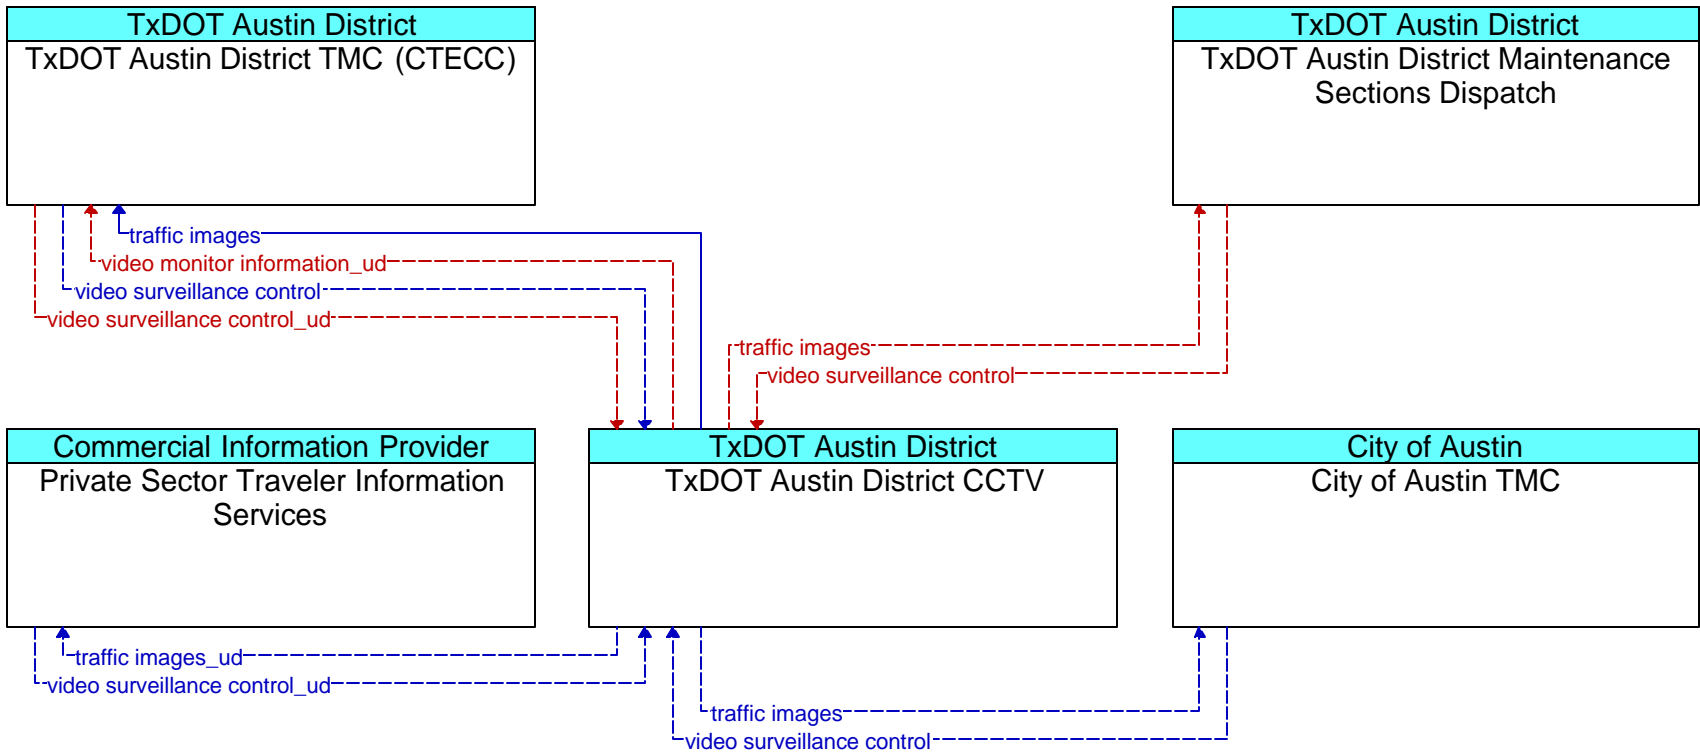 TxDOT Austin District
TxDOT Austin District TMC (CTECC)
TxDOT Austin District
TxDOT Austin District Maintenance
Sections Dispatch
traffic images
video monitor information_ud
video surveillance control
video surveillance control_ud
traffic images
video surveillance control
Commercial Information Provider
Private Sector Traveler Information
Services
TxDOT Austin District
TxDOT Austin District CCTV
City of Austin
City of Austin TMC
traffic images_ud
video surveillance control_ud
traffic images
video surveillance control